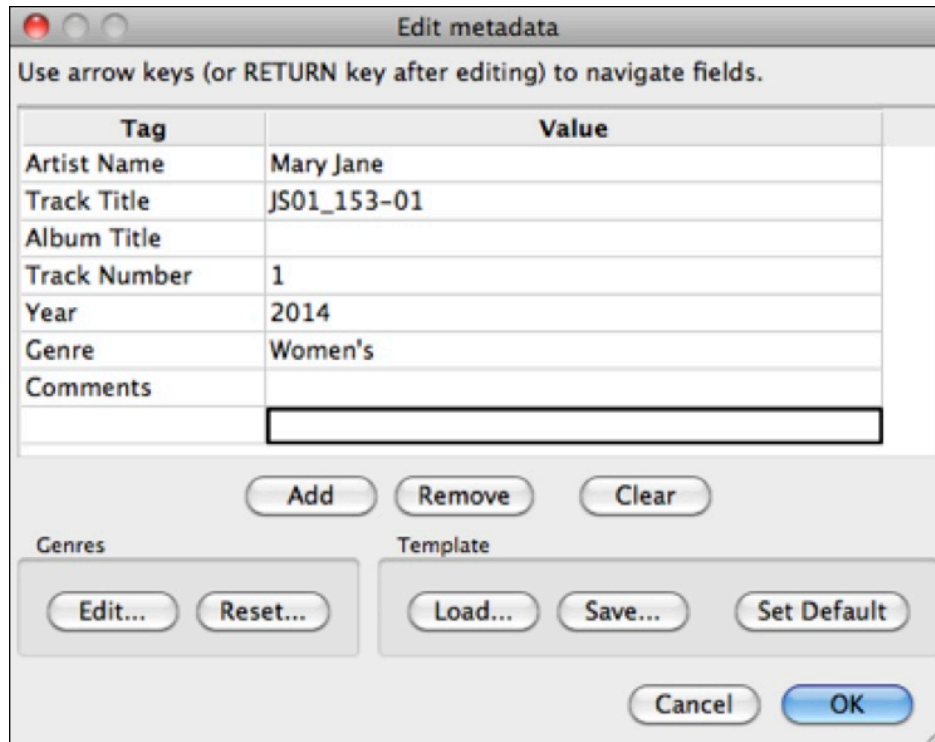 Edit metadata
Use arrow keys (or RETURN key after editing) to navigate fields.
Tag Value
Artist Name Mary Jane
Track Title JS01_153-01
Album Title
Track Number 1
Year 2014
Genre Women's
Comments
Add Remove Clear
Genres Template
Edit... Reset... Load... Save... Set Default
Cancel OK